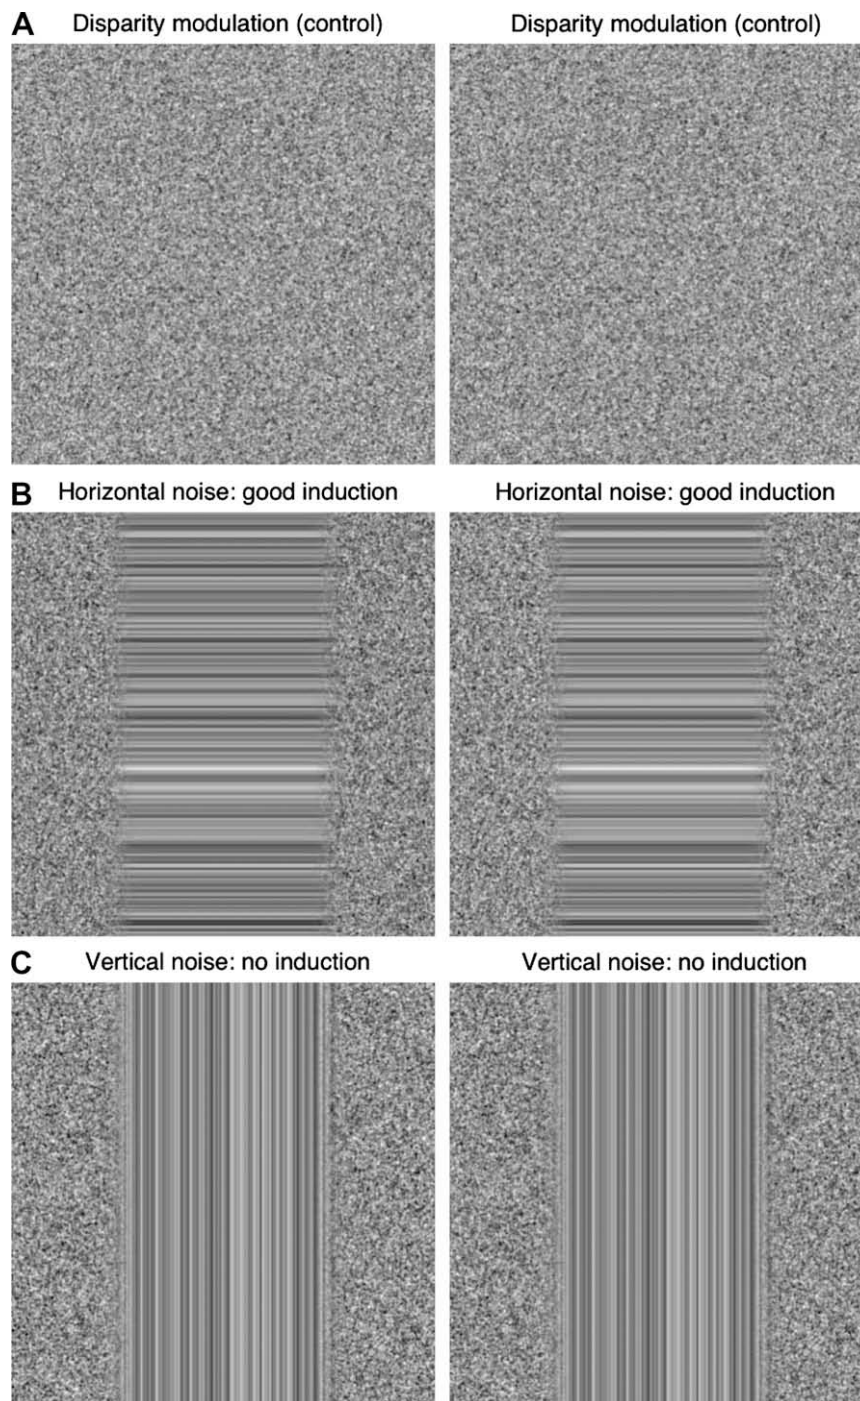 A Disparity modulation (control) Disparity modulation (control)
B Horizontal noise: good induction Horizontal noise: good induction
C Vertical noise: no induction Vertical noise: no induction